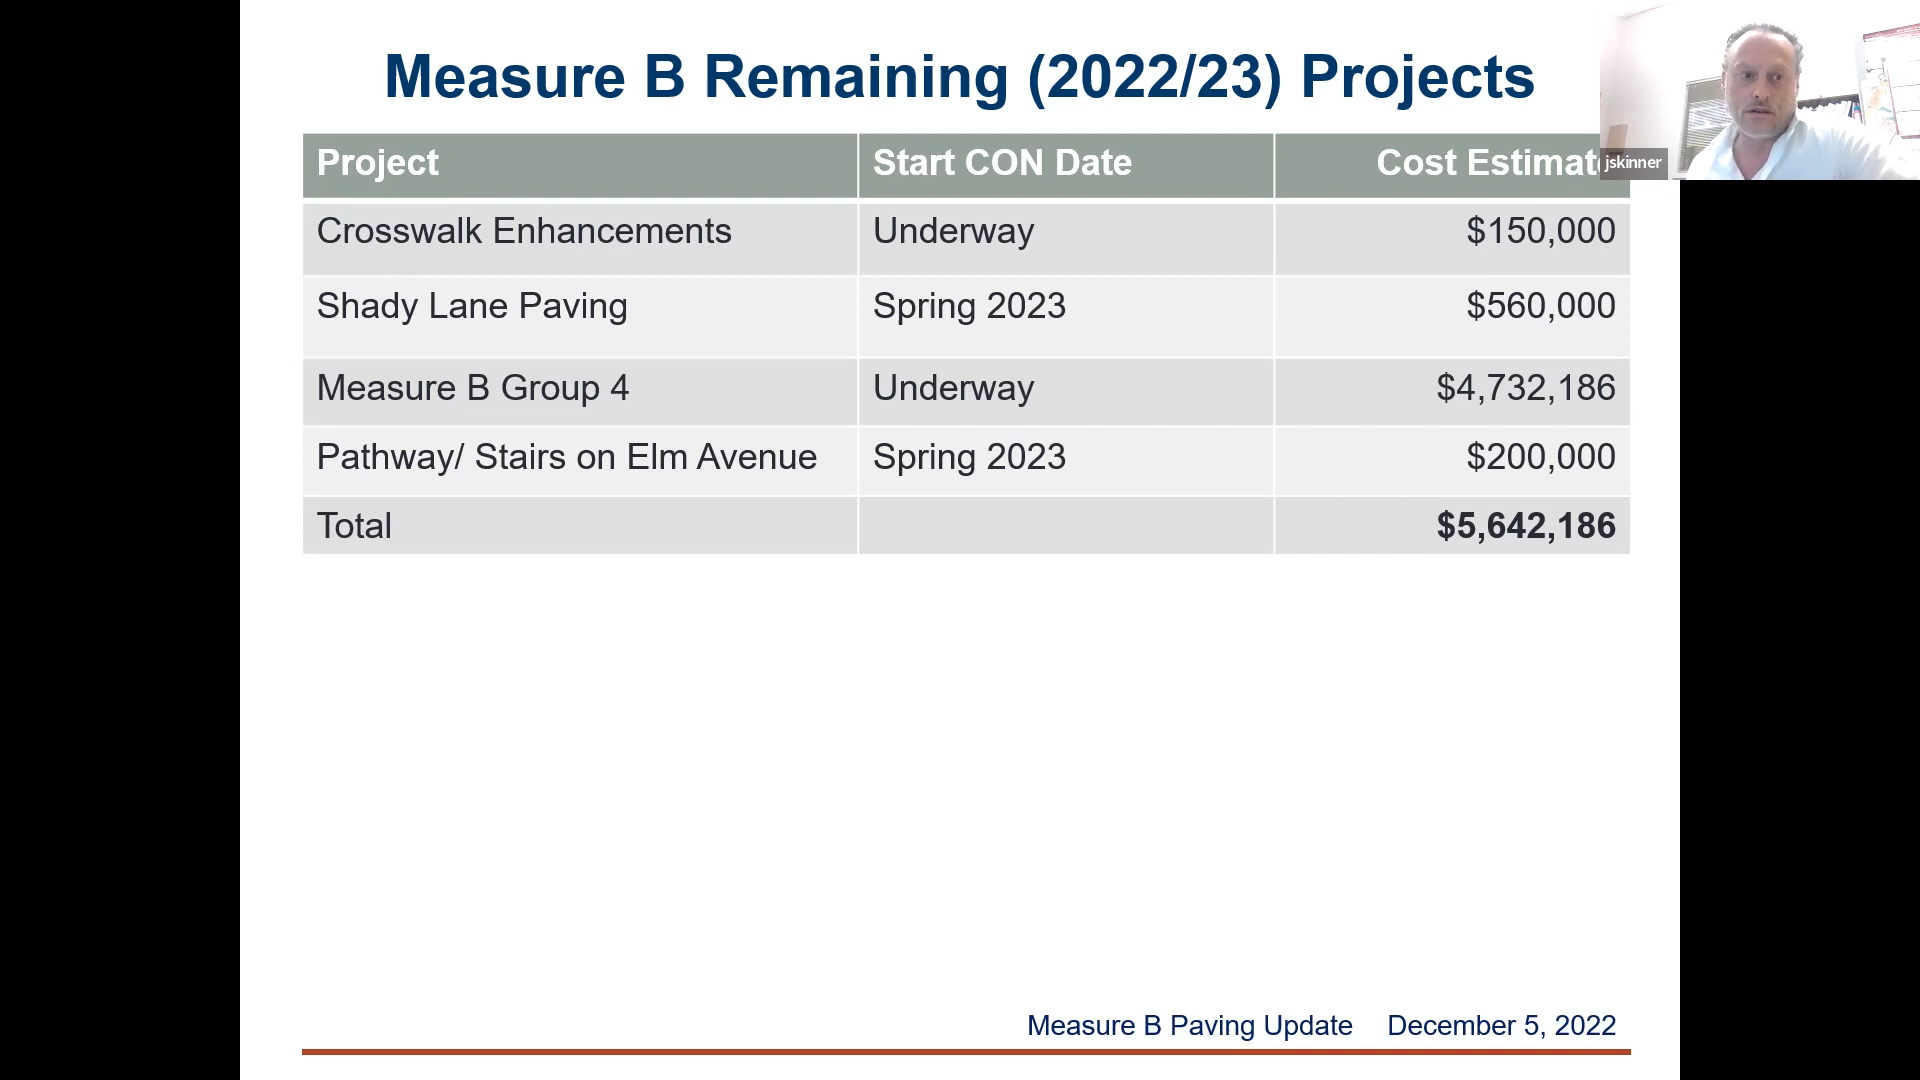 Measure B Remaining (2022/23) Projects
Project Start CON Date Cost Estimate
jskinner
Crosswalk Enhancements Underway $150,000
Shady Lane Paving Spring 2023 $560,000
Measure B Group 4 Underway $4,732,186
Pathway/ Stairs on Elm Avenue Spring 2023 $200,000
Total $5,642,186
Measure B Paving Update December 5, 2022